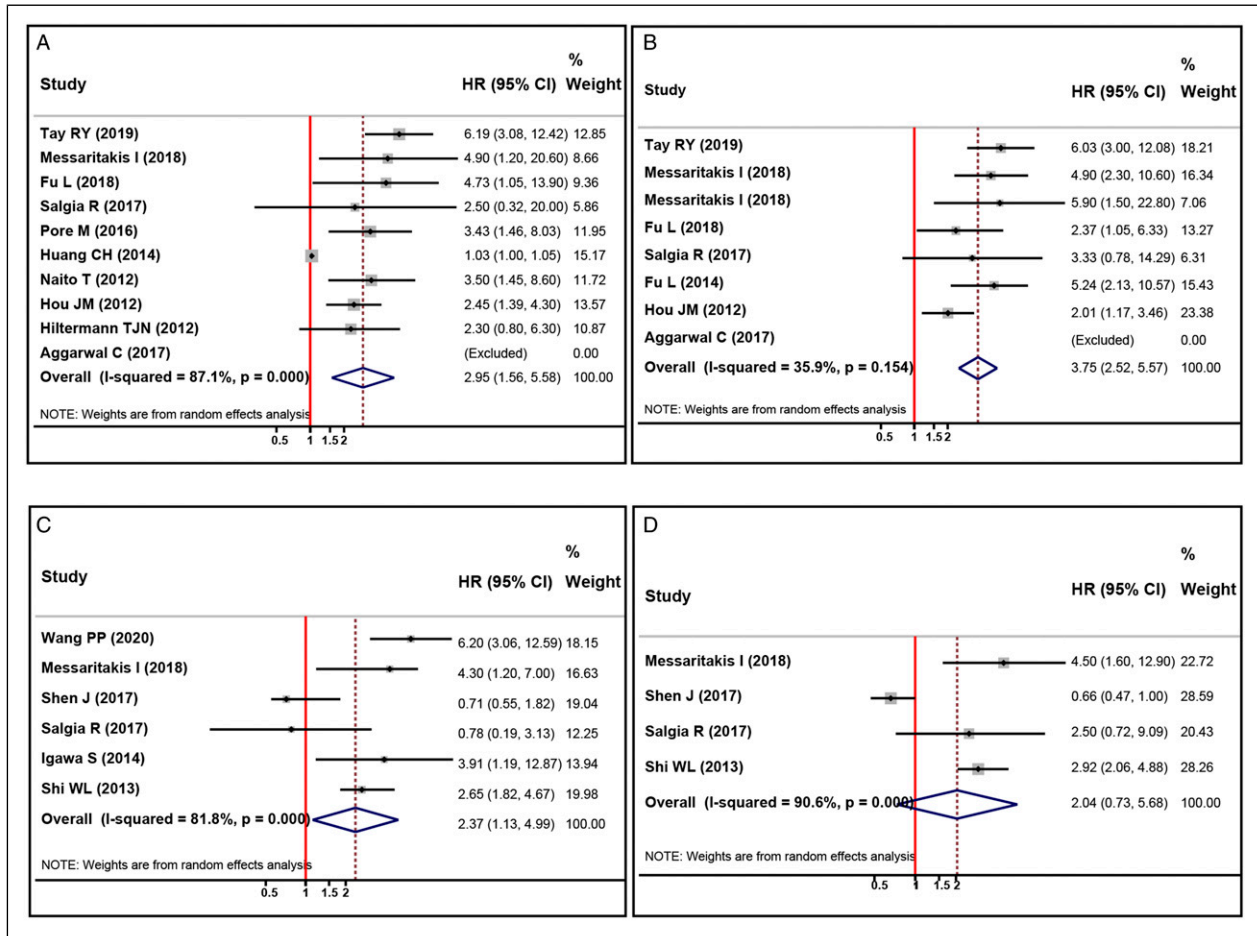 A
%
Study HR (95% CI) Weight
Tay RY (2019) 6.19 (3.08, 12.42) 12.85
Messaritakis I (2018) 4.90 (1.20, 20.60) 8.66
Fu L (2018) 4.73 (1.05, 13.90) 9.36
Salgia R (2017) 2.50 (0.32, 20.00) 5.86
Pore M (2016) 3.43 (1.46, 8.03) 11.95
Huang CH (2014) 1.03 (1.00, 1.05) 15.17
Naito T (2012) 3.50 (1.45, 8.60) 11.72
Hou JM (2012) 2.45 (1.39, 4.30) 13.57
Hiltermann TJN (2012) 2.30 (0.80, 6.30) 10.87
Aggarwal C (2017) (Excluded) 0.00
Overall (I-squared = 87.1%, p = 0.000) 2.95 (1.56, 5.58) 100.00
NOTE: Weights are from random effects analysis
0.5 1 1.5 2
B
%
Study HR (95% CI) Weight
Tay RY (2019) 6.03 (3.00, 12.08) 18.21
Messaritakis I (2018) 4.90 (2.30, 10.60) 16.34
Messaritakis I (2018) 5.90 (1.50, 22.80) 7.06
Fu L (2018) 2.37 (1.05, 6.33) 13.27
Salgia R (2017) 3.33 (0.78, 14.29) 6.31
Fu L (2014) 5.24 (2.13, 10.57) 15.43
Hou JM (2012) 2.01 (1.17, 3.46) 23.38
Aggarwal C (2017) (Excluded) 0.00
Overall (I-squared = 35.9%, p = 0.154) 3.75 (2.52, 5.57) 100.00
NOTE: Weights are from random effects analysis
0.5 1 1.5 2
C
%
Study HR (95% CI) Weight
Wang PP (2020) 6.20 (3.06, 12.59) 18.15
Messaritakis I (2018) 4.30 (1.20, 7.00) 16.63
Shen J (2017) 0.71 (0.55, 1.82) 19.04
Salgia R (2017) 0.78 (0.19, 3.13) 12.25
Igawa S (2014) 3.91 (1.19, 12.87) 13.94
Shi WL (2013) 2.65 (1.82, 4.67) 19.98
Overall (I-squared = 81.8%, p = 0.000) 2.37 (1.13, 4.99) 100.00
NOTE: Weights are from random effects analysis
0.5 1 1.5 2
D
%
Study HR (95% CI) Weight
Messaritakis I (2018) 4.50 (1.60, 12.90) 22.72
Shen J (2017) 0.66 (0.47, 1.00) 28.59
Salgia R (2017) 2.50 (0.72, 9.09) 20.43
Shi WL (2013) 2.92 (2.06, 4.88) 28.26
Overall (I-squared = 90.6%, p = 0.000) 2.04 (0.73, 5.68) 100.00
NOTE: Weights are from random effects analysis
0.5 1 1.5 2